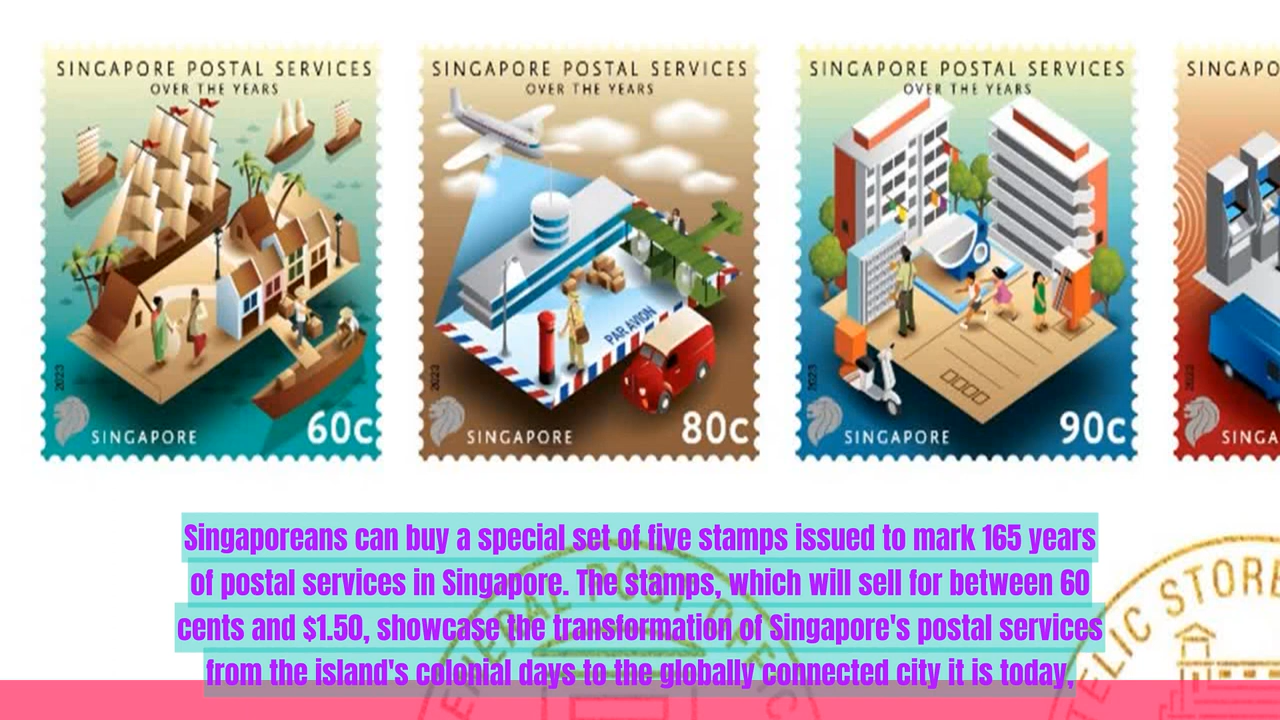 SINGAPORE POSTAL SERVICES
OVER THE YEARS
2023
SINGAPORE
60c
SINGAPORE POSTAL SERVICES
OVER THE YEARS
PAR AVION
2023
SINGAPORE
80c
SINGAPORE POSTAL SERVICES
OVER THE YEARS
2023
SINGAPORE
90c
SINGAPO
2023
SINGA
Singaporeans can buy a special set of five stamps issued to mark 165 years
of postal services in Singapore. The stamps, which will sell for between 60
cents and $1.50, showcase the transformation of Singapore's postal services
from the island's colonial days to the globally connected city it is today,
ENERAL POST OFFIC
TELIC STORE